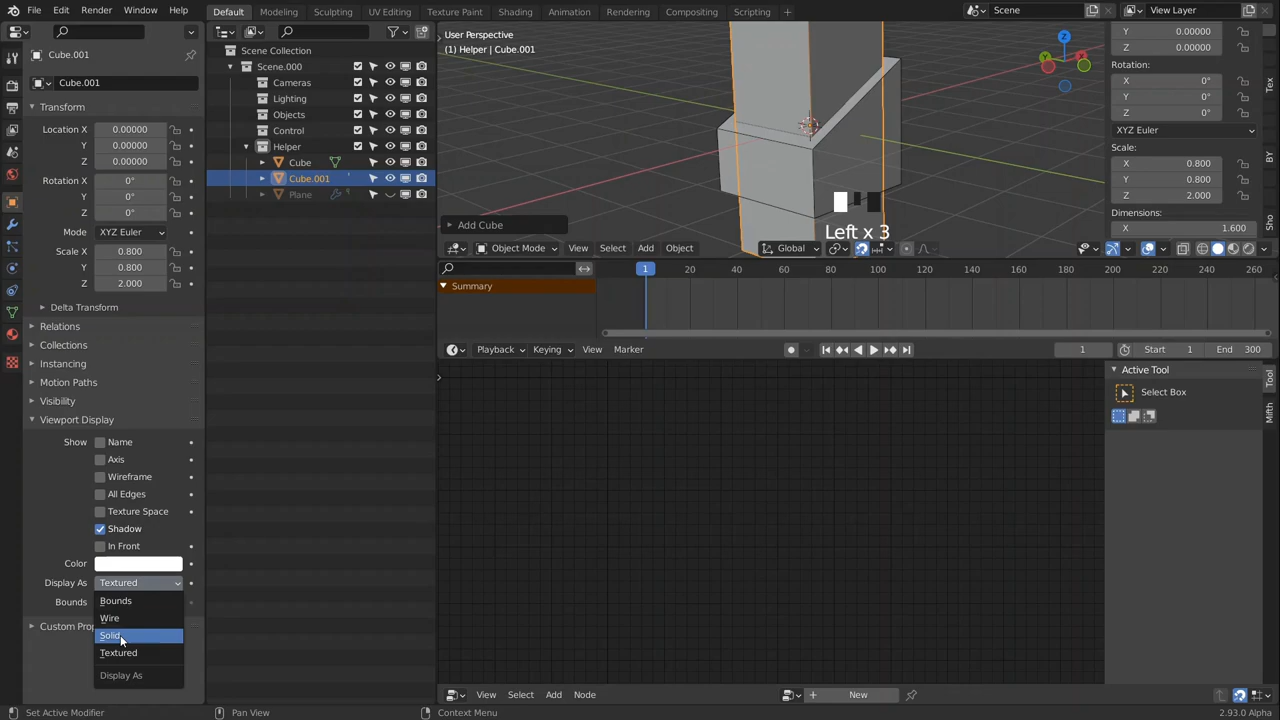 File Edit Render Window Help Default Modeling Sculpting UV Editing Texture Paint Shading Animation Rendering Compositing Scripting + Scene View Layer
Cube.001
Cube.001
Transform
Location X 0.00000
Y 0.00000
Z 0.00000
Rotation X 0°
Y 0°
Z 0°
Mode XYZ Euler
Scale X 0.800
Y 0.800
Z 2.000
Delta Transform
Relations
Collections
Instancing
Motion Paths
Visibility
Viewport Display
Show Name
Axis
Wireframe
All Edges
Texture Space
Shadow
In Front
Color
Display As Textured
Bounds
Bounds
Wire
Custom Prop
Solid
Textured
Display As
Scene Collection
Scene.000
Cameras
Lighting
Objects
Control
Helper
Cube
Cube.001
Plane
User Perspective
(1) Helper | Cube.001
Z
Y
Add Cube
Left x 3
Object Mode View Select Add Object Global
Y 0.00000
Z 0.00000
Rotation:
X 0°
Y 0°
Z 0°
XYZ Euler
Scale:
X 0.800
Y 0.800
Z 2.000
Dimensions:
X 1.600
Tex
BY
Sho
1 20 40 60 80 100 120 140 160 180 200 220 240 260
Summary
Playback Keying View Marker 1 Start 1 End 300
Active Tool
Select Box
Tool
Mifth
View Select Add Node + New
Set Active Modifier Pan View Context Menu 2.93.0 Alpha